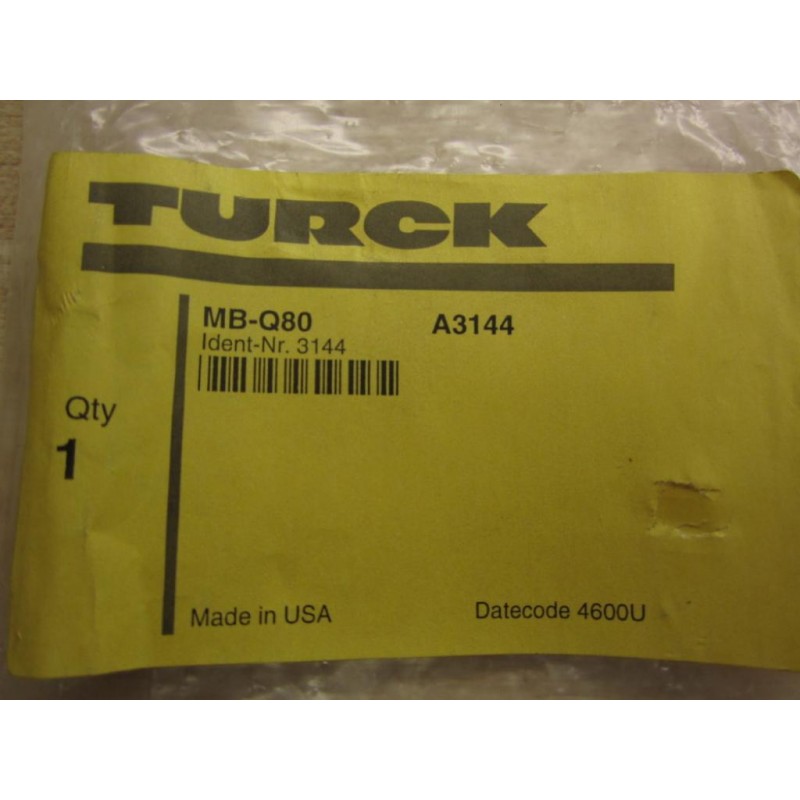 TURCK
MB-Q80 A3144
Ident-Nr. 3144
Qty
1
Made in USA Datecode 4600U